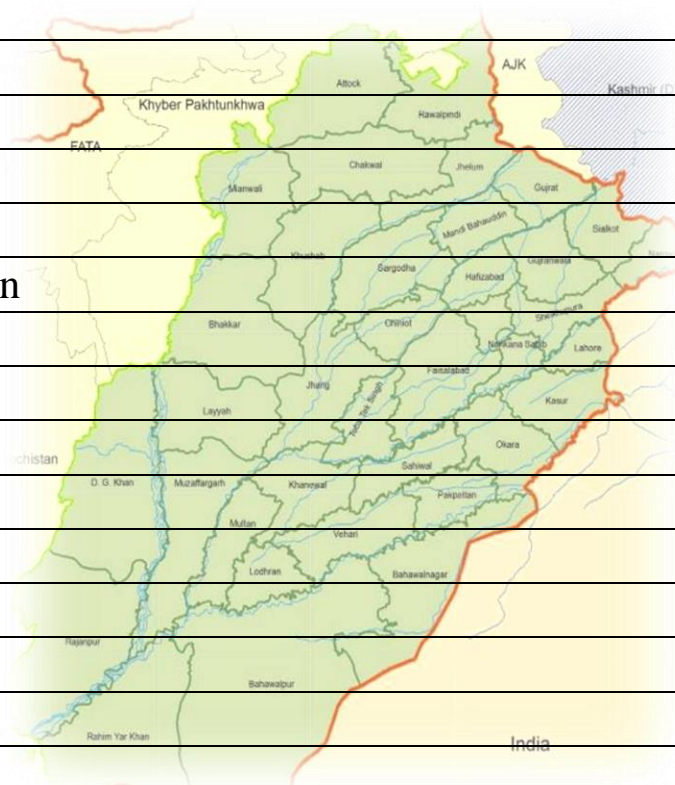 AJK
Attock
Kashmir (D
Khyber Pakhtunkhwa
Rawalpindi
FATA
Chakwal
Jhelum
Mianwali
Gujrat
Mandi Bahauddin
Sialkot
Khushab
Gujranwala
Sargodha
Hafizabad
n
Sheikhupura
Bhakkar
Chiniot
Nankana Sahib
Lahore
Faisalabad
Jhang
Toba Tek Singh
Kasur
Layyah
Okara
ochistan
Sahiwal
D. G. Khan
Muzaffargarh
Khanewal
Pakpattan
Multan
Vehari
Lodhran
Bahawalnagar
Rajanpur
Bahawalpur
Rahim Yar Khan
India